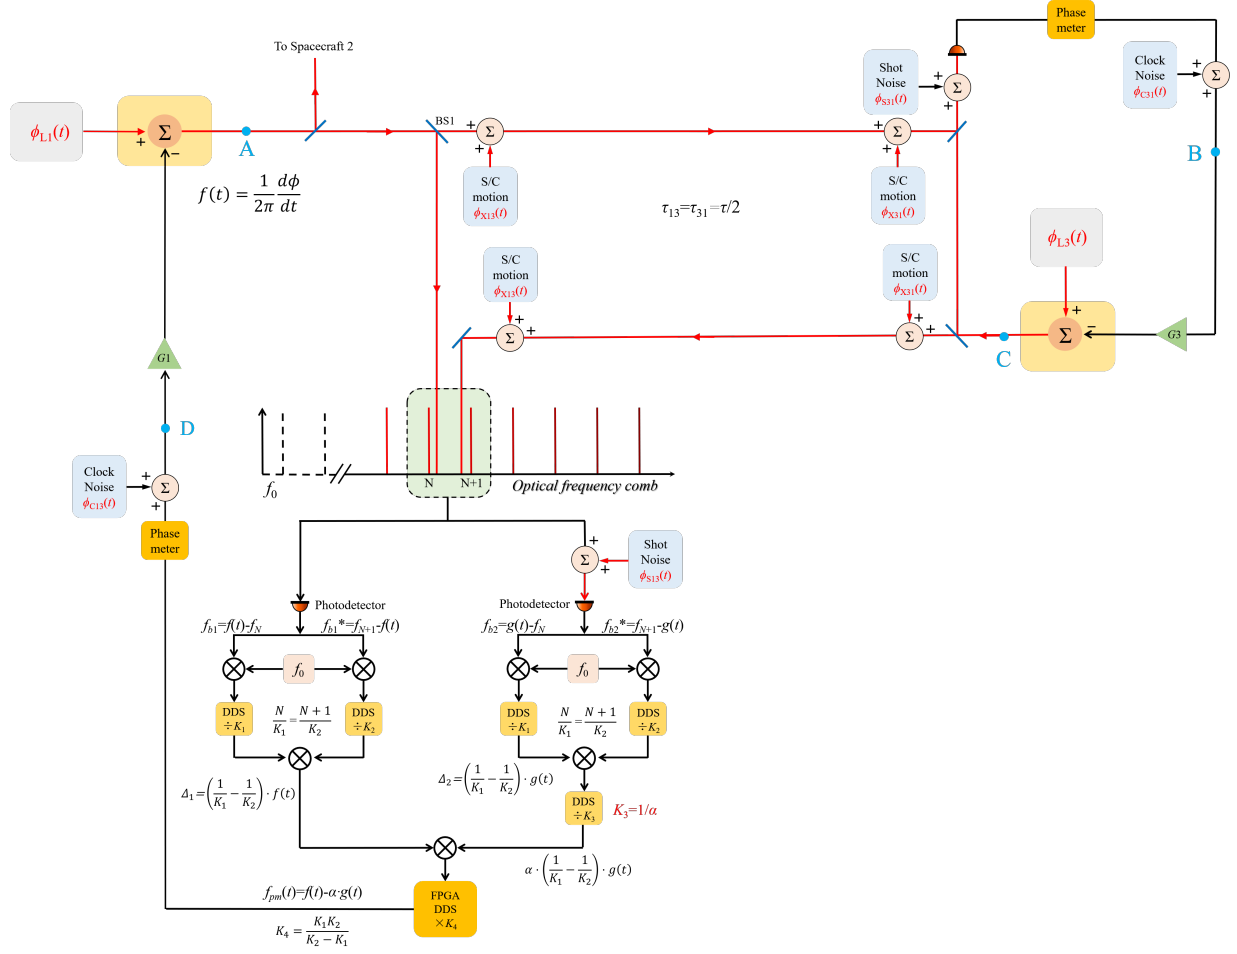 To Spacecraft 2
Phase
meter
Shot
Noise
ϕS31(t)
Clock
Noise
ϕC31(t)
Σ
+
+
Σ
+
+
ϕL1(t)
+
Σ
−
A
BS1
+
Σ
+
S/C
motion
ϕX13(t)
+
Σ
+
S/C
motion
ϕX31(t)
B
f(t) = 1/2π dϕ/dt
τ13=τ31=τ/2
ϕL3(t)
S/C
motion
ϕX13(t)
+
Σ
+
S/C
motion
ϕX31(t)
+
Σ
+
C
+
Σ
−
G3
G1
D
Clock
Noise
ϕC13(t)
+
Σ
+
Phase
meter
f0
N
N+1
Optical frequency comb
+
Σ
+
Shot
Noise
ϕS13(t)
Photodetector
Photodetector
fb1=f(t)-fN
fb1*=fN+1-f(t)
fb2=g(t)-fN
fb2*=fN+1-g(t)
f0
f0
DDS
÷K1
N/K1 = N + 1/K2
DDS
÷K2
DDS
÷K1
N/K1 = N + 1/K2
DDS
÷K2
Δ1=(1/K1 − 1/K2) · f(t)
Δ2=(1/K1 − 1/K2) · g(t)
DDS
÷K3
K3=1/α
α · (1/K1 − 1/K2) · g(t)
fpm(t)=f(t)-α·g(t)
K4 = K1K2/K2 − K1
FPGA
DDS
×K4